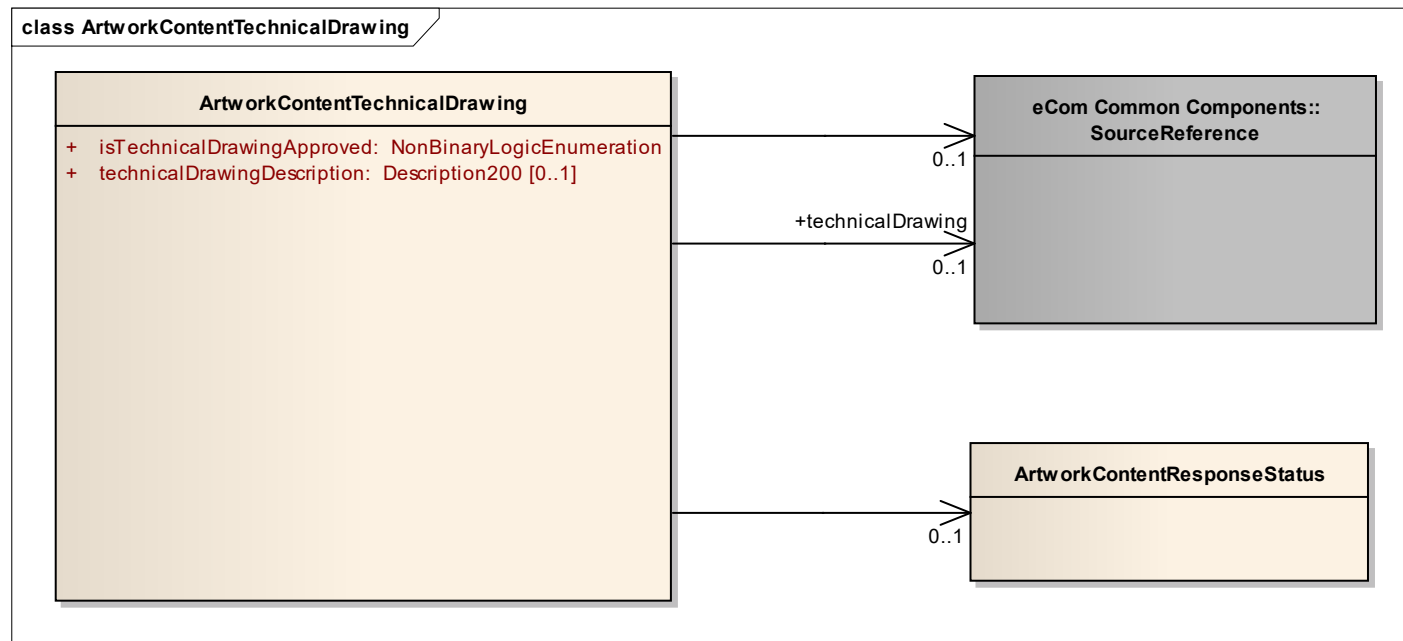 class ArtworkContentTechnicalDrawing
ArtworkContentTechnicalDrawing
+ isTechnicalDrawingApproved: NonBinaryLogicEnumeration
+ technicalDrawingDescription: Description200 [0..1]
eCom Common Components::
SourceReference
0..1
+technicalDrawing
0..1
ArtworkContentResponseStatus
0..1